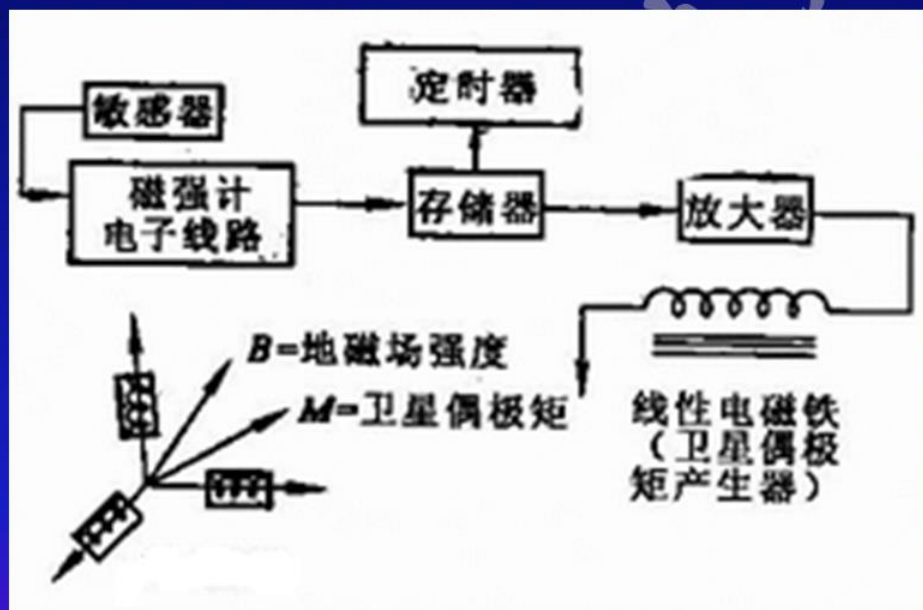 定时器
敏感器
磁强计
电子线路
存储器
放大器
B=地磁场强度
M=卫星偶极矩
线性电磁铁
（卫星偶极
矩产生器）